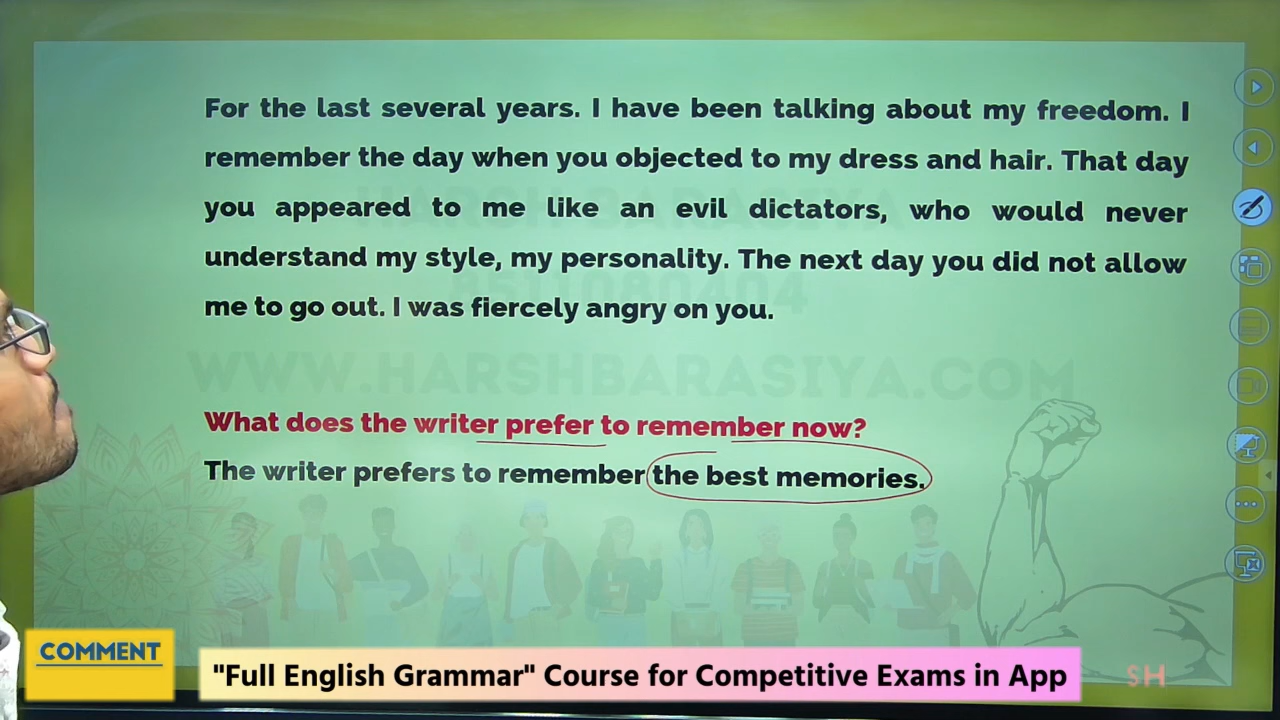 For the last several years. I have been talking about my freedom. I
remember the day when you objected to my dress and hair. That day
you appeared to me like an evil dictators, who would never
understand my style, my personality. The next day you did not allow
me to go out. I was fiercely angry on you.
WWW.HARSHBARASIYA.COM
What does the writer prefer to remember now?
The writer prefers to remember the best memories.
COMMENT
"Full English Grammar" Course for Competitive Exams in App
SH